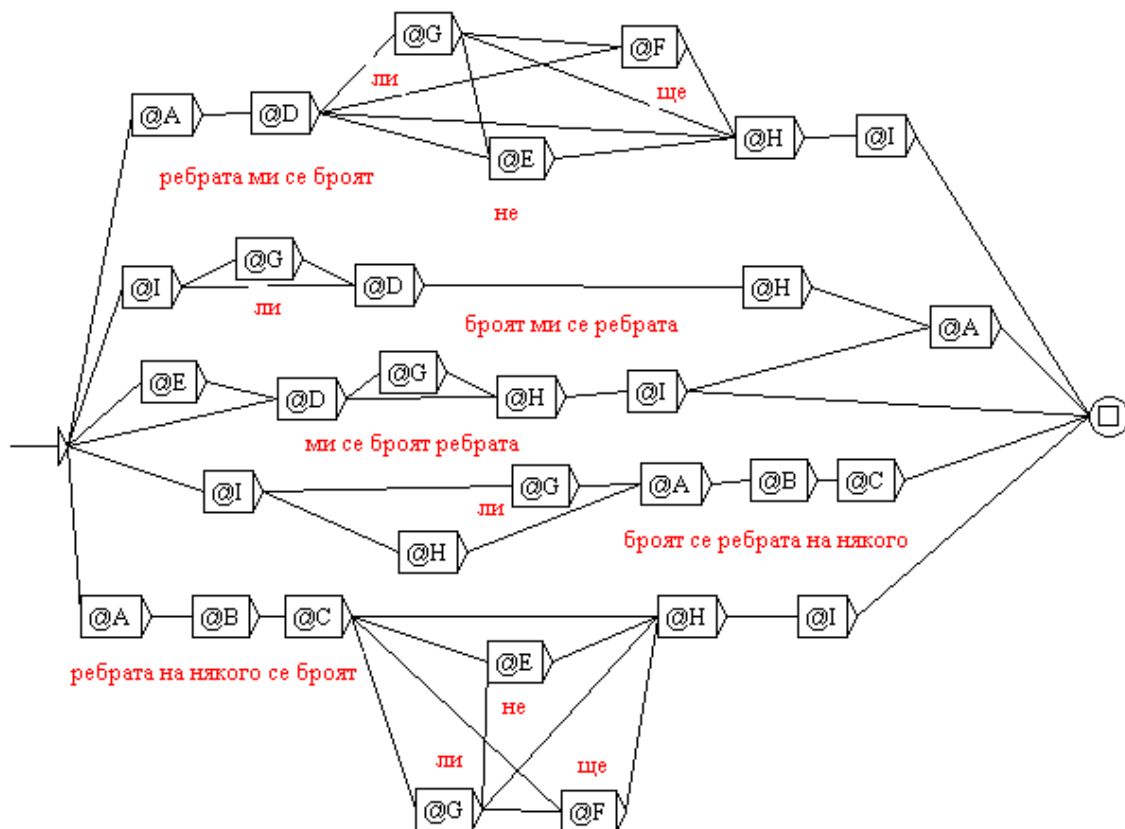 @G
@F
ли
ще
@A
@D
@H
@I
@E
ребрата ми се броят
не
@G
@I
@D
@H
ли
броят ми се ребрата
@A
@E
@G
@D
@H
@I
ми се броят ребрата
@I
@G
@A
@B
@C
ли
броят се ребрата на някого
@H
@A
@B
@C
@H
@I
@E
ребрата на някого се броят
не
ли
ще
@G
@F